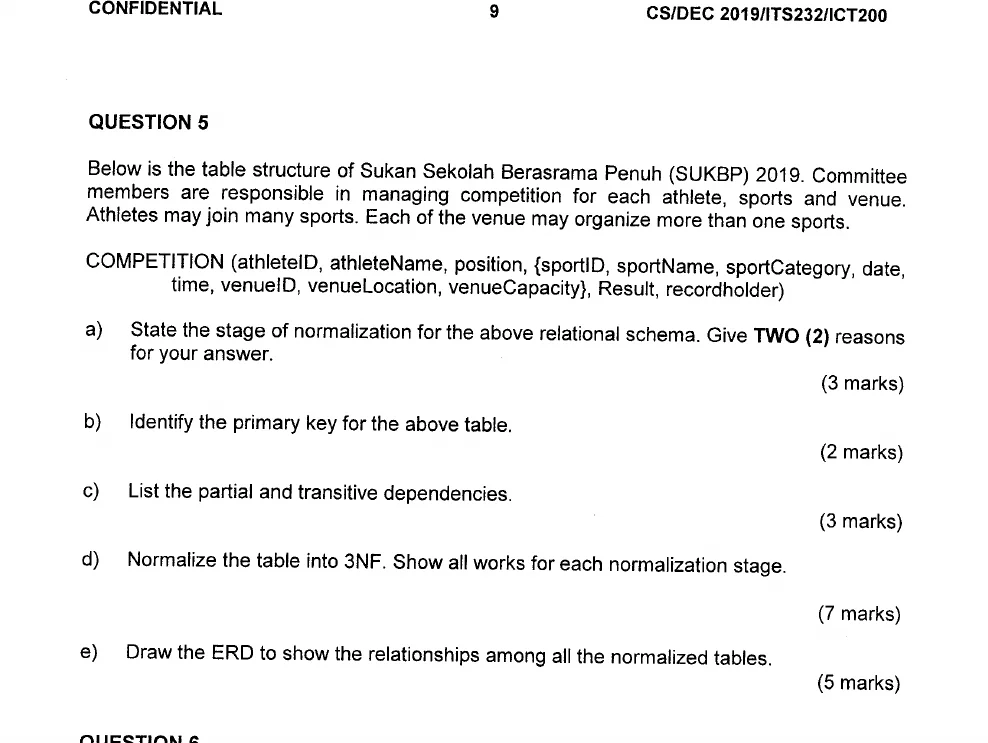 CONFIDENTIAL 9 CS/DEC 2019/ITS232/ICT200
QUESTION 5
Below is the table structure of Sukan Sekolah Berasrama Penuh (SUKBP) 2019. Committee
members are responsible in managing competition for each athlete, sports and venue.
Athletes may join many sports. Each of the venue may organize more than one sports.
COMPETITION (athleteID, athleteName, position, {sportID, sportName, sportCategory, date,
time, venueID, venueLocation, venueCapacity}, Result, recordholder)
a) State the stage of normalization for the above relational schema. Give TWO (2) reasons
for your answer.
(3 marks)
b) Identify the primary key for the above table.
(2 marks)
c) List the partial and transitive dependencies.
(3 marks)
d) Normalize the table into 3NF. Show all works for each normalization stage.
(7 marks)
e) Draw the ERD to show the relationships among all the normalized tables.
(5 marks)
QUESTION 6